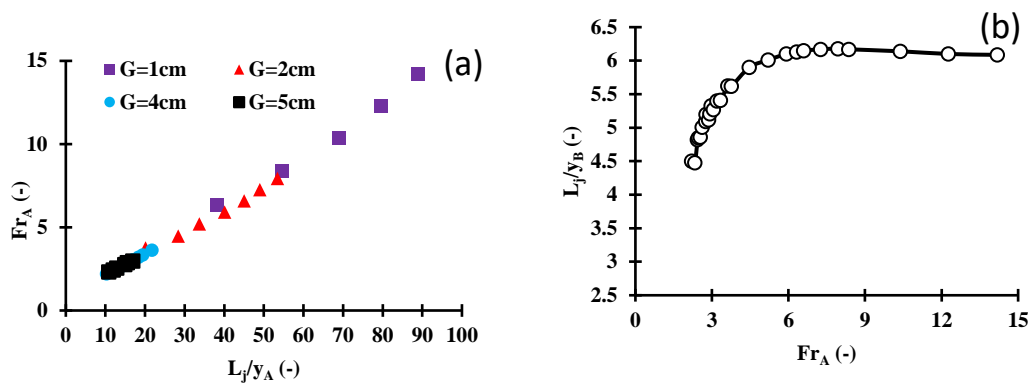 (a)
G=1cm G=2cm
G=4cm G=5cm
15
10
5
0
Fr_A (-)
0 10 20 30 40 50 60 70 80 90 100
L_j/y_A (-)
(b)
6.5
6
5.5
5
4.5
4
3.5
3
2.5
L_j/y_B (-)
0 3 6 9 12 15
Fr_A (-)